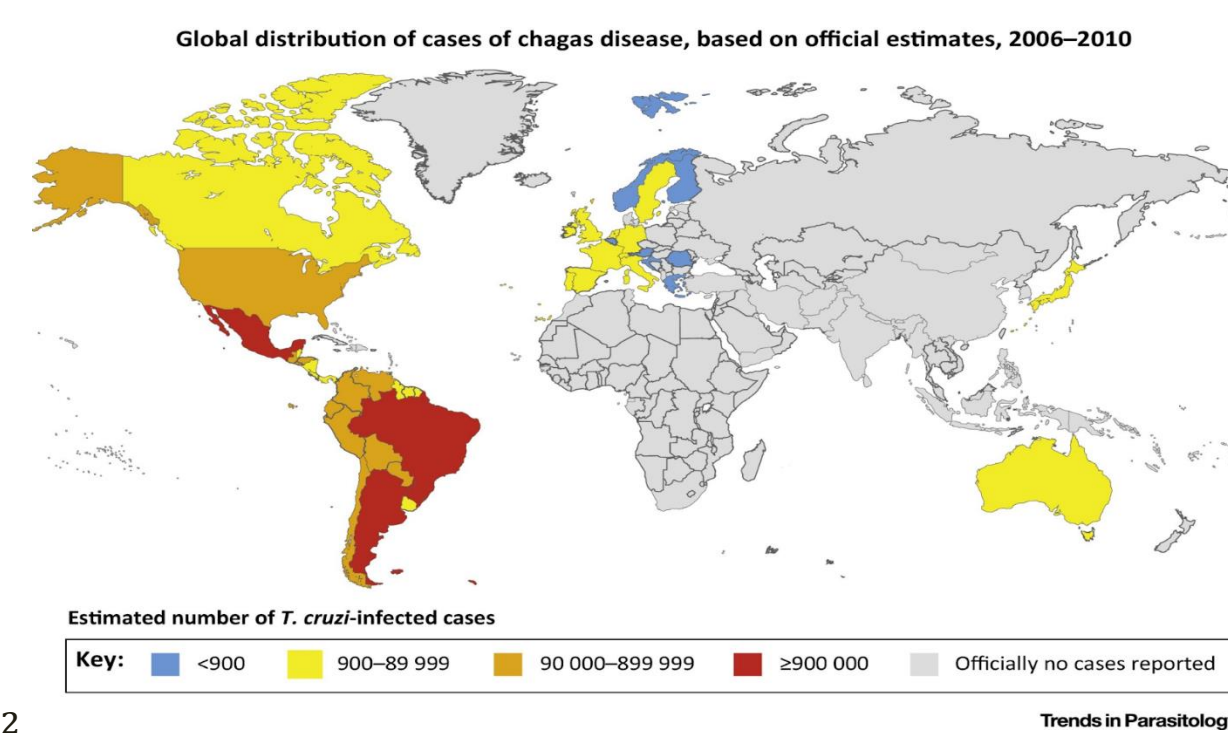 Global distribution of cases of chagas disease, based on official estimates, 2006–2010
Estimated number of T. cruzi-infected cases
Key: <900 900–89 999 90 000–899 999 ≥900 000 Officially no cases reported
2
Trends in Parasitolog